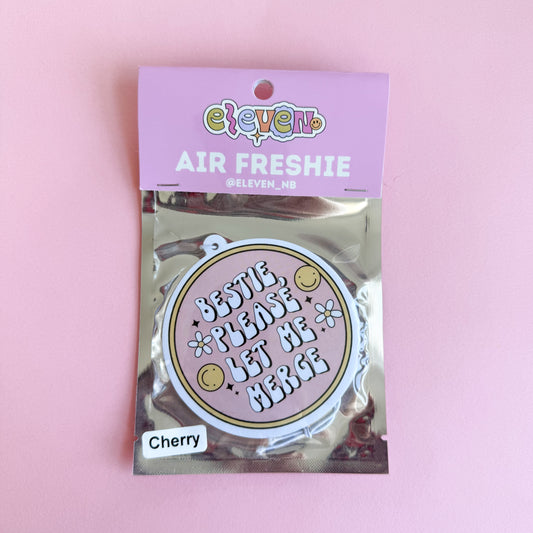 eleven
AIR FRESHIE
@ELEVEN_NB
BESTIE,
PLEASE
LET ME
MERGE
Cherry